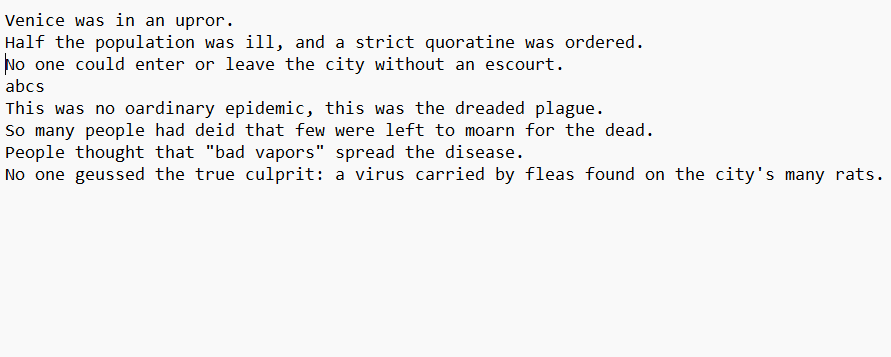 Venice was in an upror.
Half the population was ill, and a strict quoratine was ordered.
No one could enter or leave the city without an escourt.
abcs
This was no oardinary epidemic, this was the dreaded plague.
So many people had deid that few were left to moarn for the dead.
People thought that "bad vapors" spread the disease.
No one geussed the true culprit: a virus carried by fleas found on the city's many rats.